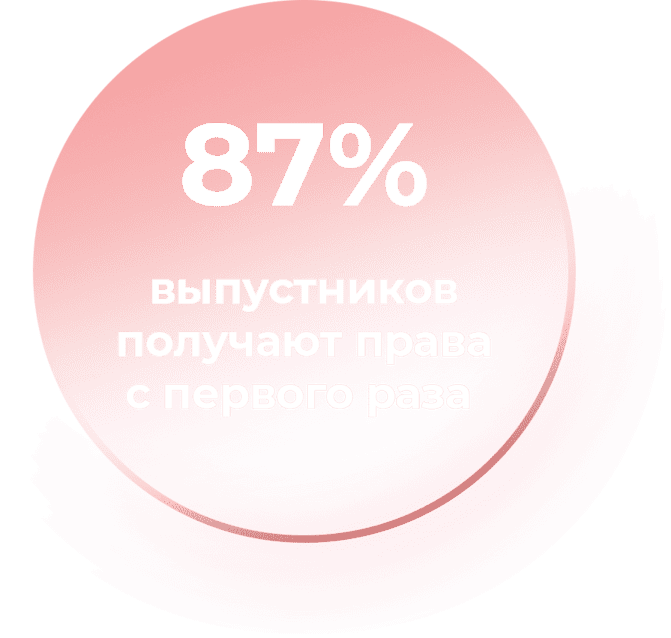 87%
выпустников
получают права
с первого раза